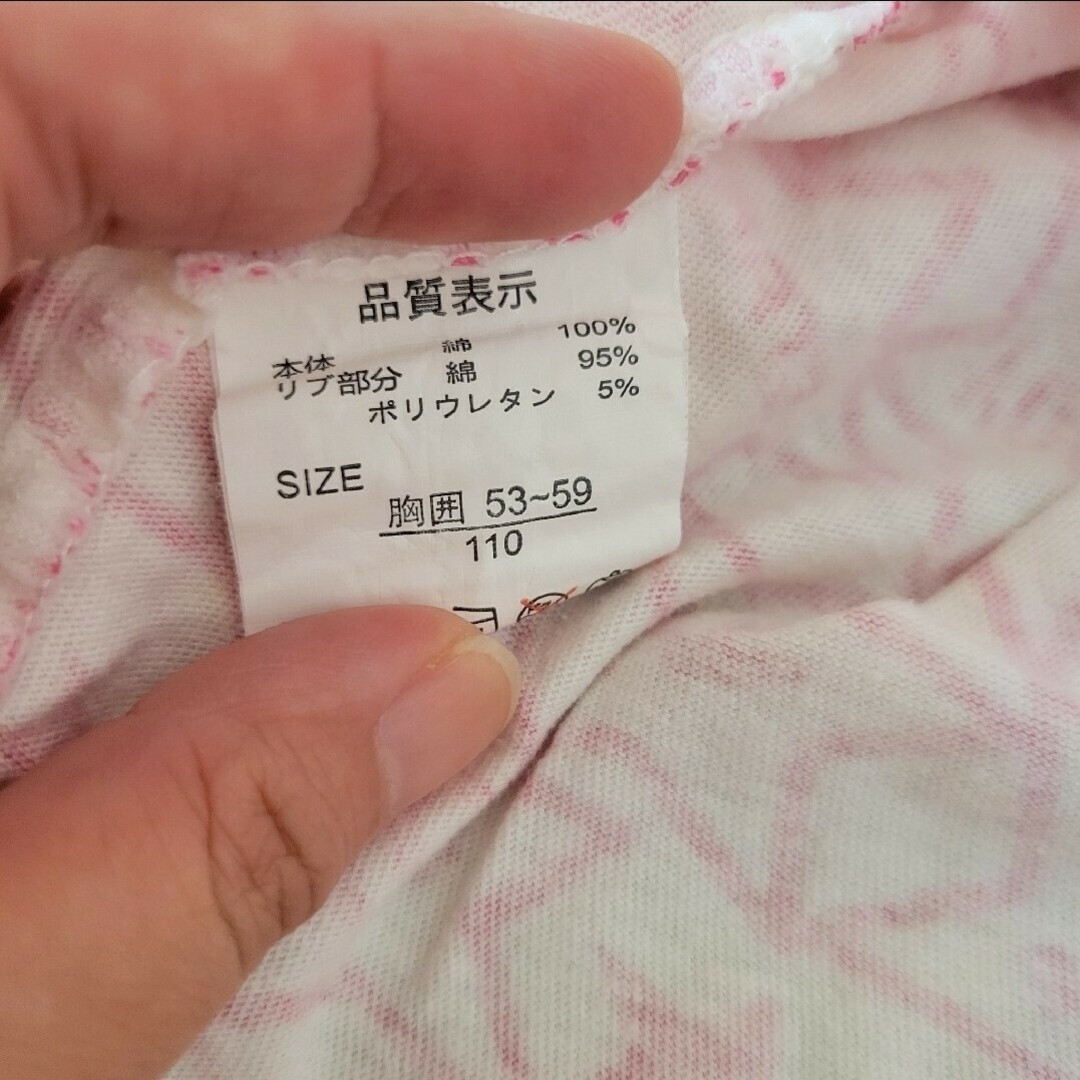 品質表示
本体 綿 100%
リブ部分 綿 95%
ポリウレタン 5%
SIZE
胸囲 53~59
110